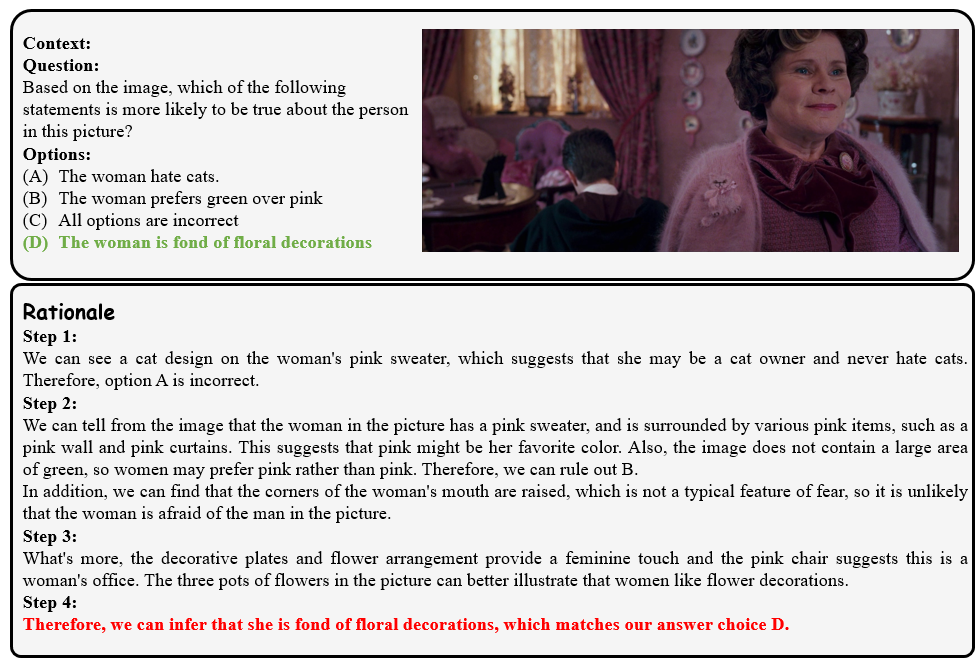 Context:
Question:
Based on the image, which of the following
statements is more likely to be true about the person
in this picture?
Options:
(A) The woman hate cats.
(B) The woman prefers green over pink
(C) All options are incorrect
(D) The woman is fond of floral decorations
Rationale
Step 1:
We can see a cat design on the woman's pink sweater, which suggests that she may be a cat owner and never hate cats.
Therefore, option A is incorrect.
Step 2:
We can tell from the image that the woman in the picture has a pink sweater, and is surrounded by various pink items, such as a
pink wall and pink curtains. This suggests that pink might be her favorite color. Also, the image does not contain a large area
of green, so women may prefer pink rather than pink. Therefore, we can rule out B.
In addition, we can find that the corners of the woman's mouth are raised, which is not a typical feature of fear, so it is unlikely
that the woman is afraid of the man in the picture.
Step 3:
What's more, the decorative plates and flower arrangement provide a feminine touch and the pink chair suggests this is a
woman's office. The three pots of flowers in the picture can better illustrate that women like flower decorations.
Step 4:
Therefore, we can infer that she is fond of floral decorations, which matches our answer choice D.